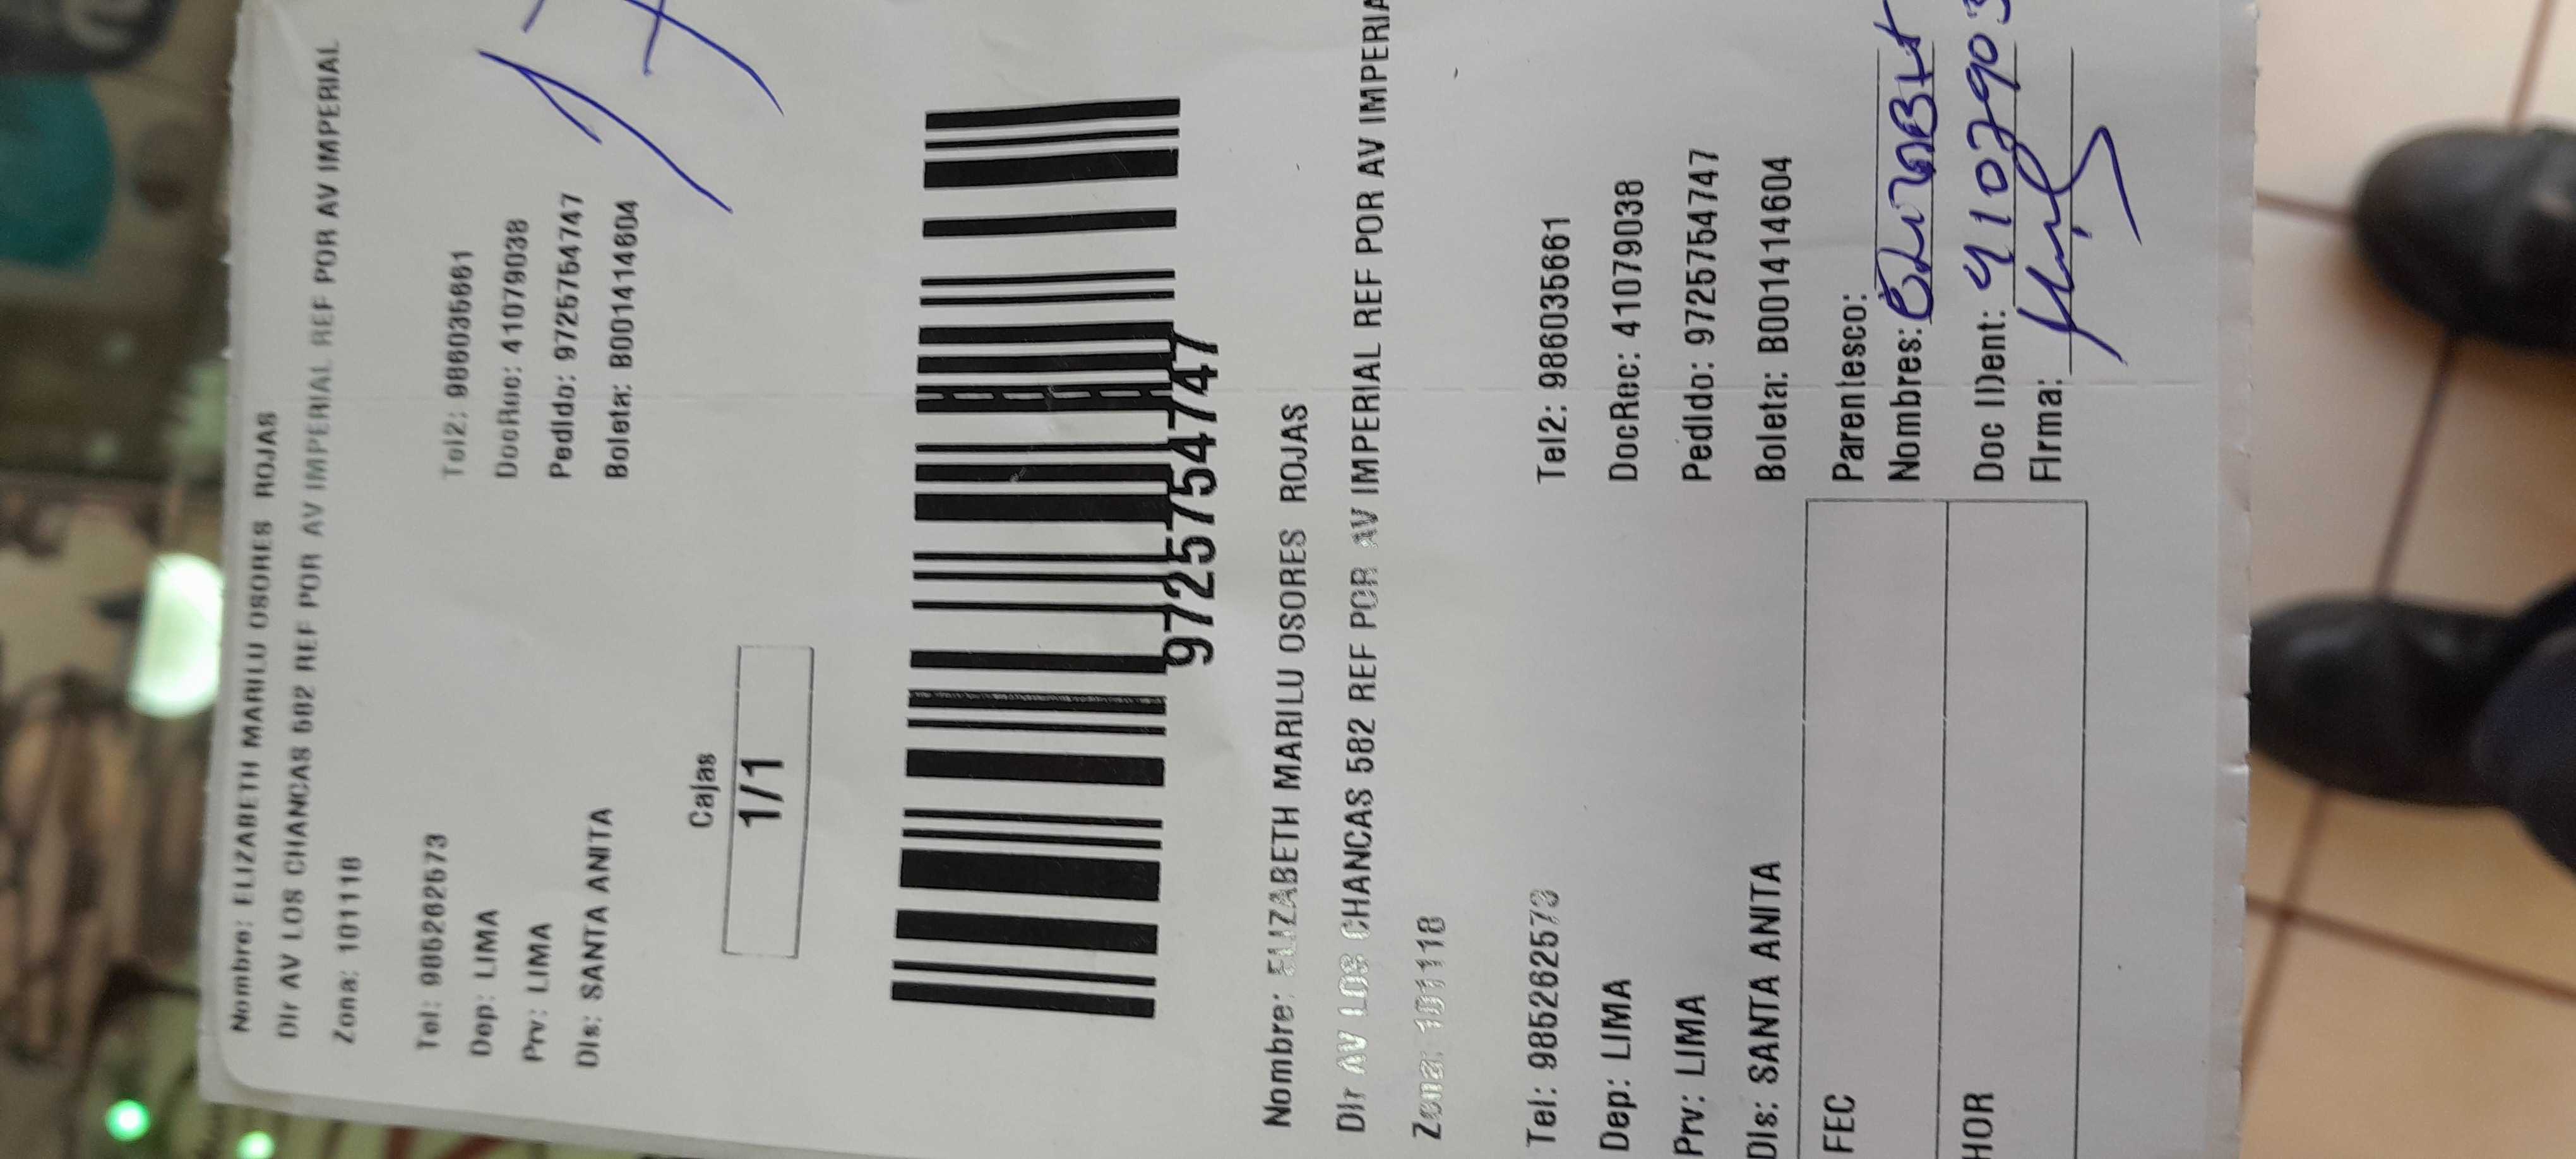 Nombre: ELIZABETH MARILU OSORES ROJAS
Dir AV LOS CHANCAS 582 REF POR AV IMPERIAL REF POR AV IMPERIAL
Zona: 101118
Tel: 985262573 Tel2: 986035661
Dep: LIMA DocRec: 41079038
Prv: LIMA Pedido: 9725754747
Dis: SANTA ANITA Boleta: B001414604
Cajas
1/1
9725754747
Nombre: ELIZABETH MARILU OSORES ROJAS
Dir AV LOS CHANCAS 582 REF POR AV IMPERIAL REF POR AV IMPERIA
Zona: 101118
Tel: 985262573 Tel2: 986035661
Dep: LIMA DocRec: 41079038
Prv: LIMA Pedido: 9725754747
Dis: SANTA ANITA Boleta: B001414604
FEC Parentesco:
Nombres:
HOR Doc IDent:
Firma: